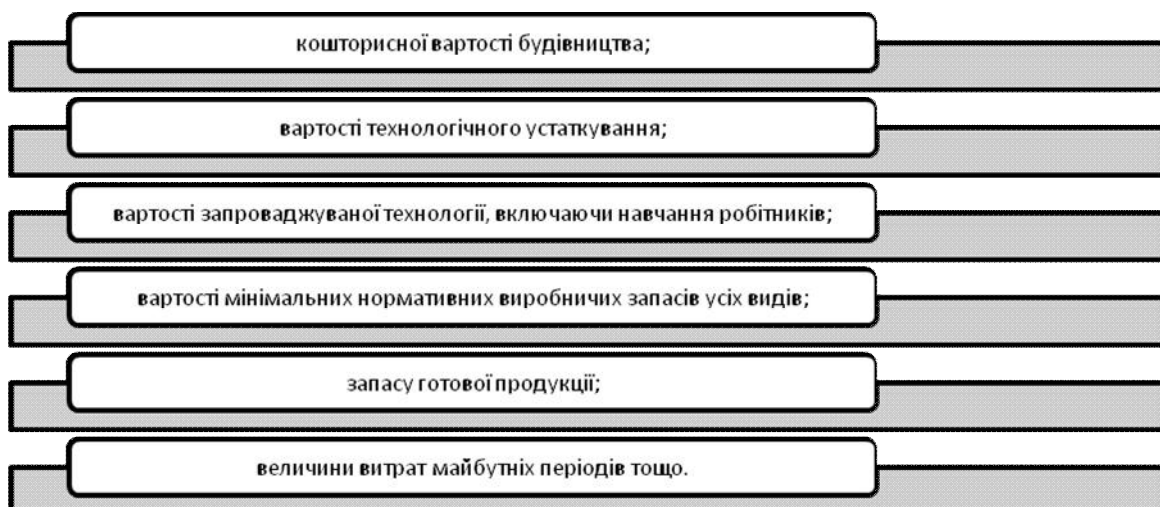 кошторисної вартості будівництва;
вартості технологічного устаткування;
вартості запроваджуваної технології, включаючи навчання робітників;
вартості мінімальних нормативних виробничих запасів усіх видів;
запасу готової продукції;
величини витрат майбутніх періодів тощо.